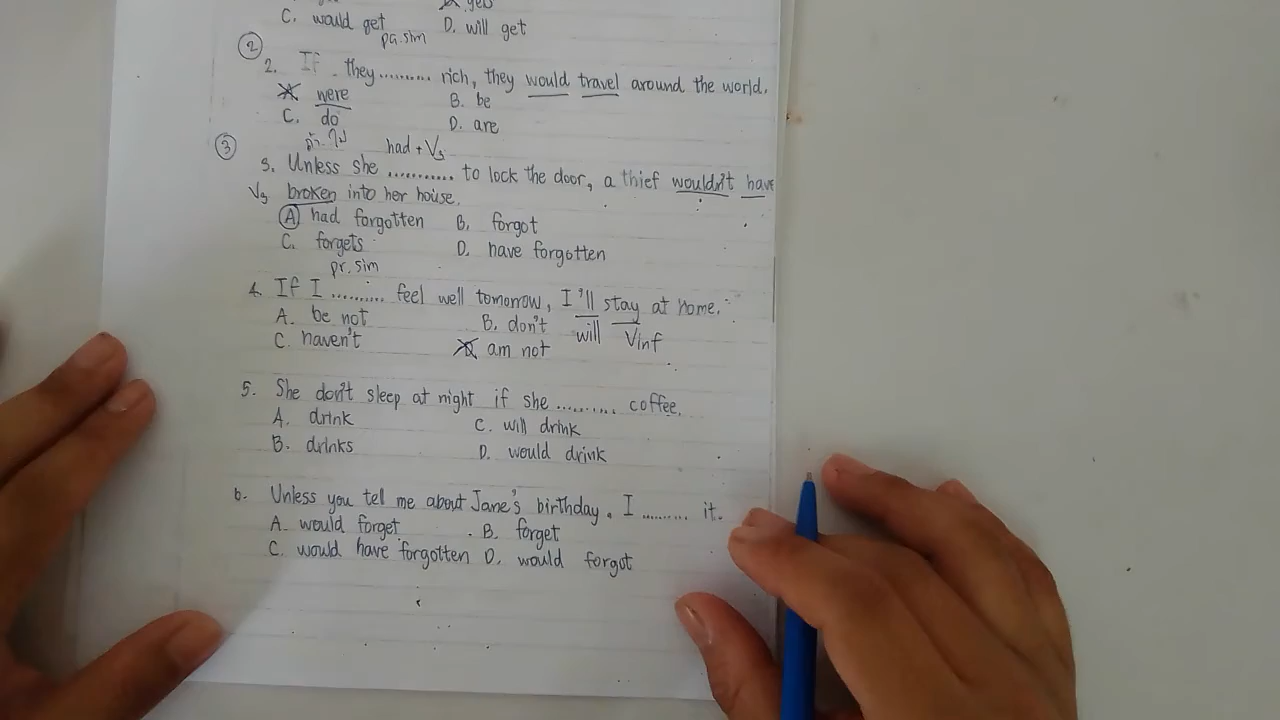 C. would get D. will get
pa.sim
2
2. If they.......... rich, they would travel around the world.
A were B. be
C. do D. are
had + V3
3
3. Unless she ........... to lock the door, a thief wouldn't have
V3 broken into her house.
A had forgotten B. forgot
C. forgets D. have forgotten
pr. sim
4. If I .......... feel well tomorrow, I'll stay at home.
A. be not B. don't will Vinf
C. haven't D am not
5. She don't sleep at night if she .......... coffee.
A. drink C. will drink
B. drinks D. would drink
6. Unless you tell me about Jane's birthday. I ......... it.
A. would forget B. forget
C. would have forgotten D. would forgot